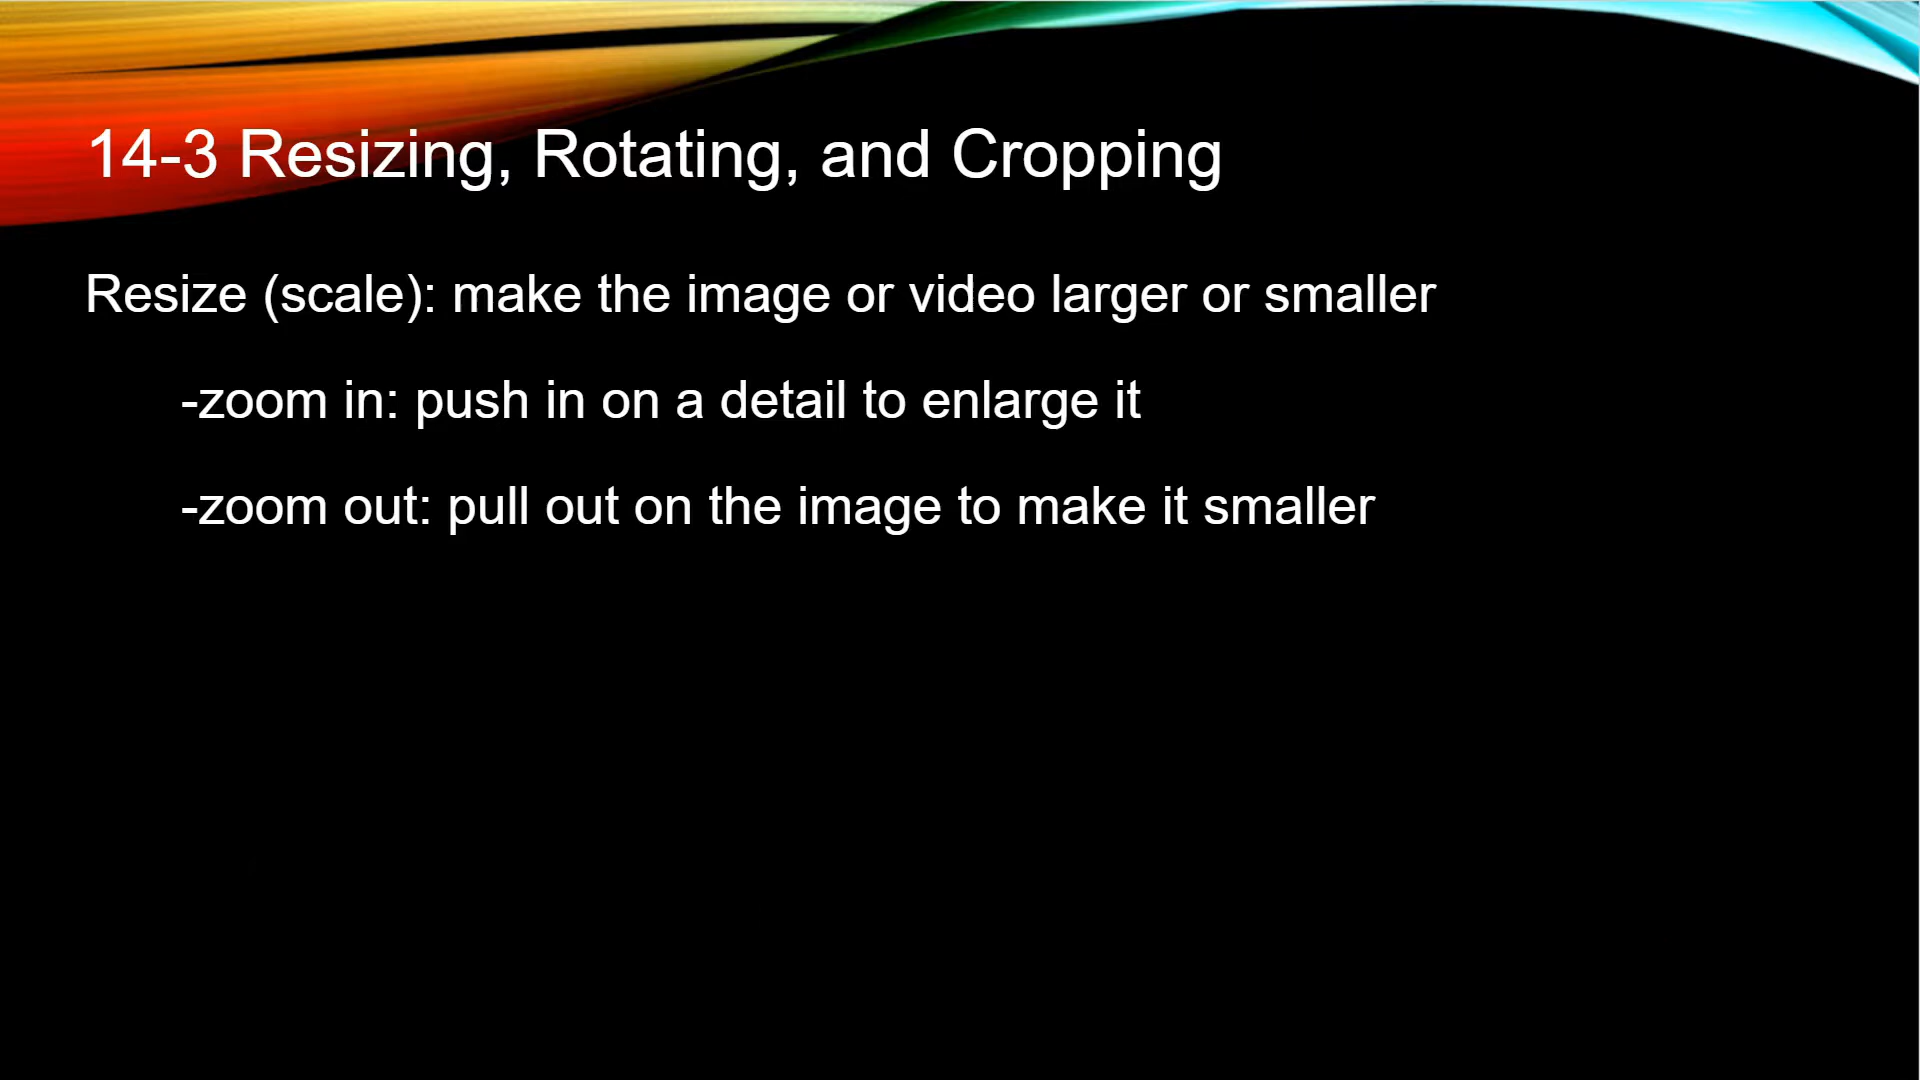 14-3 Resizing, Rotating, and Cropping
Resize (scale): make the image or video larger or smaller
-zoom in: push in on a detail to enlarge it
-zoom out: pull out on the image to make it smaller